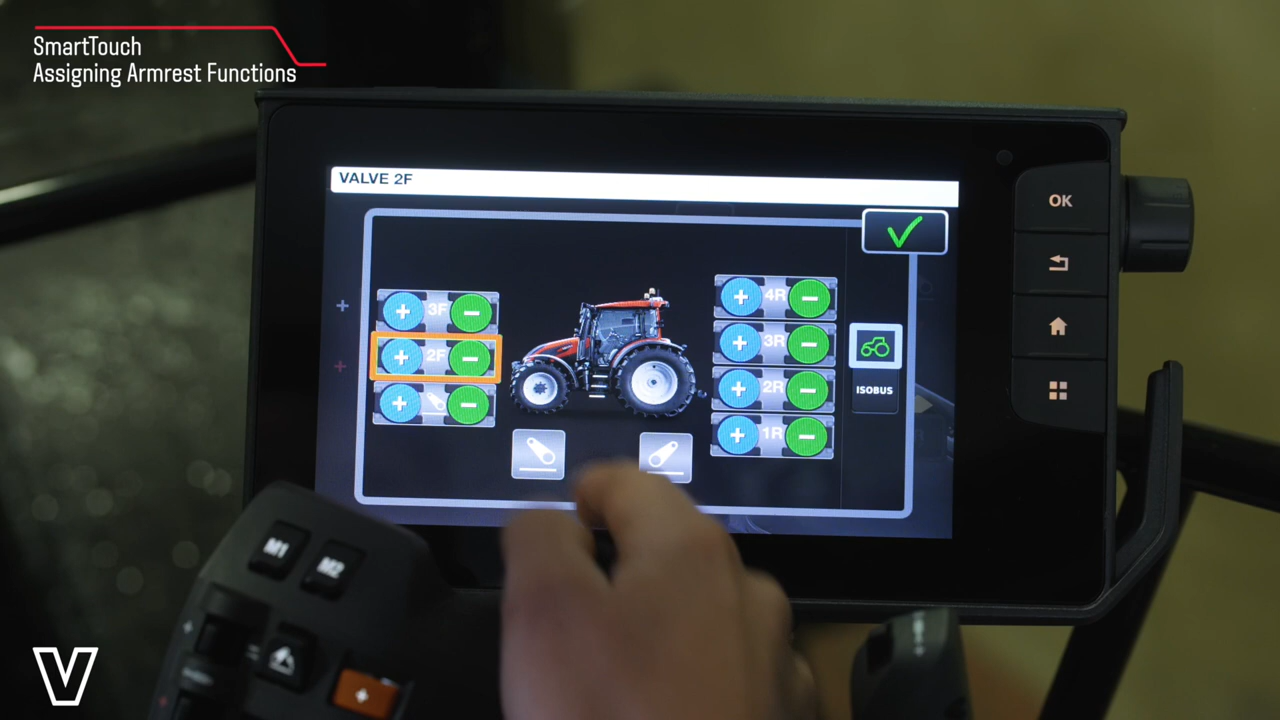 SmartTouch
Assigning Armrest Functions
VALVE 2F
OK
3F
2F
4R
3R
2R
1R
ISOBUS
M1
M2
V